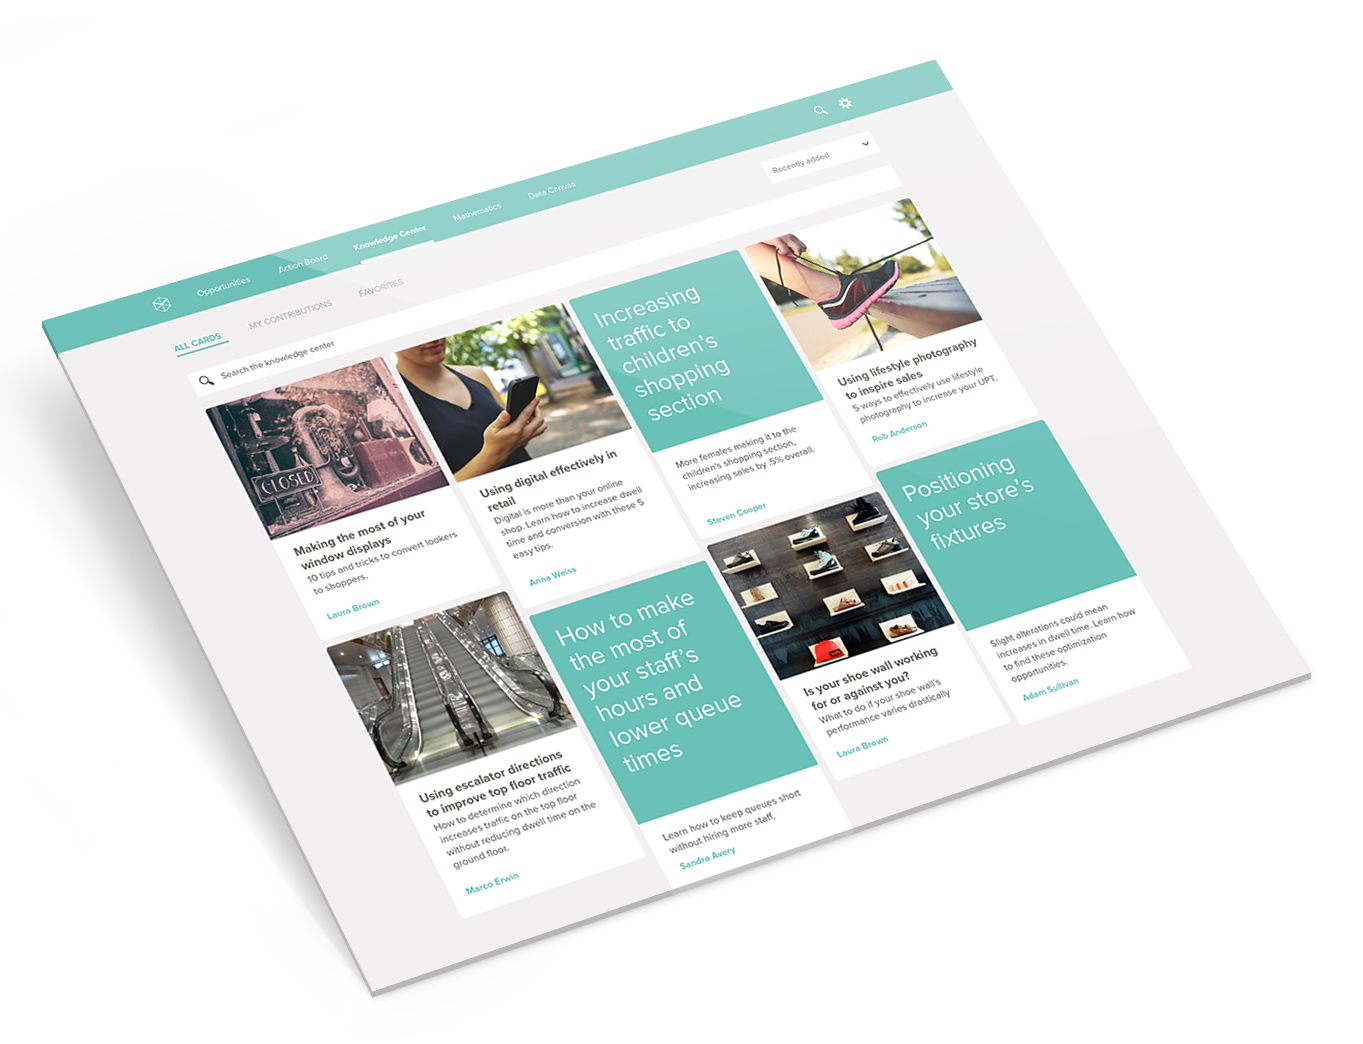 Opportunities
Action Board
Knowledge Center
Mathematics
Data Canvas
ALL CARDS
MY CONTRIBUTIONS
FAVORITES
Recently added
Search the knowledge center
CLOSED
Making the most of your
window displays
10 tips and tricks to convert lookers
to shoppers.
Laura Brown
Using digital effectively in
retail
Digital is more than your online
shop. Learn how to increase dwell
time and conversion with these 5
easy tips.
Anna Weiss
Increasing
traffic to
children's
shopping
section
More females making it to the
children's shopping section,
increasing sales by .5% overall.
Steven Cooper
Using lifestyle photography
to inspire sales
5 ways to effectively use lifestyle
photography to increase your UPT.
Rob Anderson
Using escalator directions
to improve top floor traffic
How to determine which direction
increases traffic on the top floor
without reducing dwell time on the
ground floor.
Marco Erwin
How to make
the most of
your staff's
hours and
lower queue
times
Learn how to keep queues short
without hiring more staff.
Sandra Avery
Is your shoe wall working
for or against you?
What to do if your shoe wall's
performance varies drastically
Laura Brown
Positioning
your store's
fixtures
Slight alterations could mean
increases in dwell time. Learn how
to find these optimization
opportunities.
Adam Sullivan